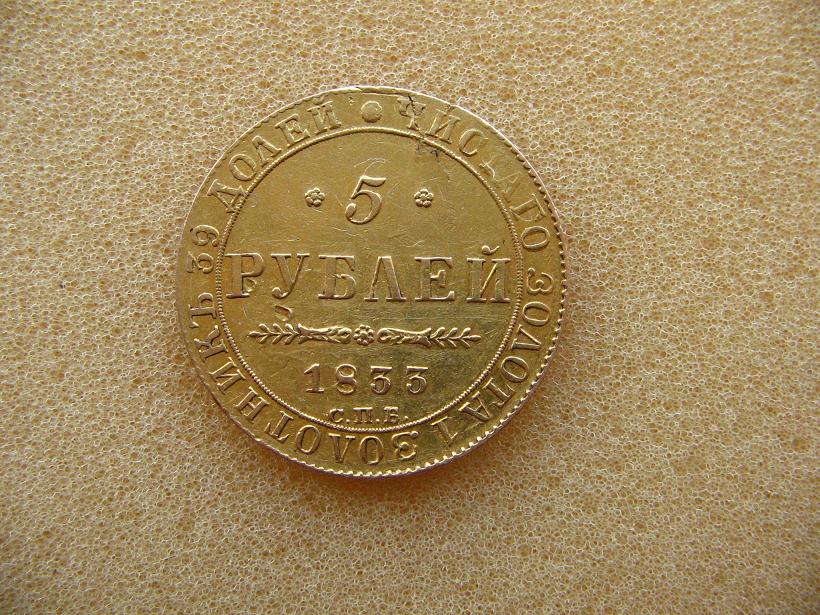 ЧИСТАГО ЗОЛОТА 1 ЗОЛОТНИКЪ 39 ДОЛЕЙ
5
РУБЛЕЙ
1833
С.П.Б.